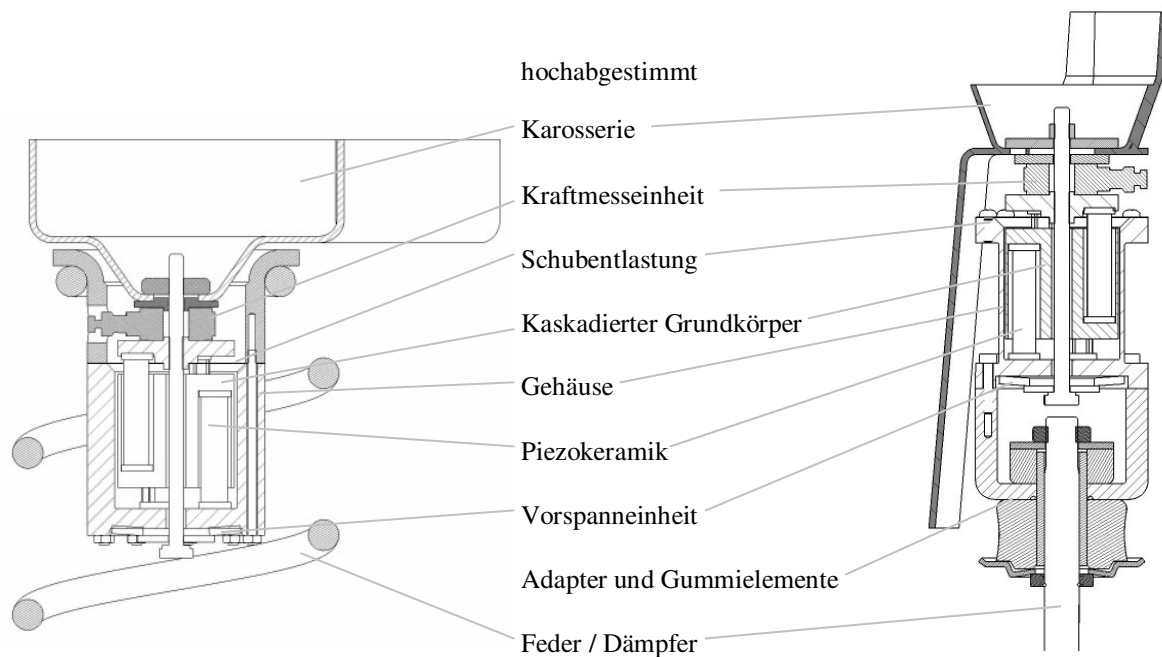 hochabgestimmt
Karosserie
Kraftmesseinheit
Schubentlastung
Kaskadierter Grundkörper
Gehäuse
Piezokeramik
Vorspanneinheit
Adapter und Gummielemente
Feder / Dämpfer